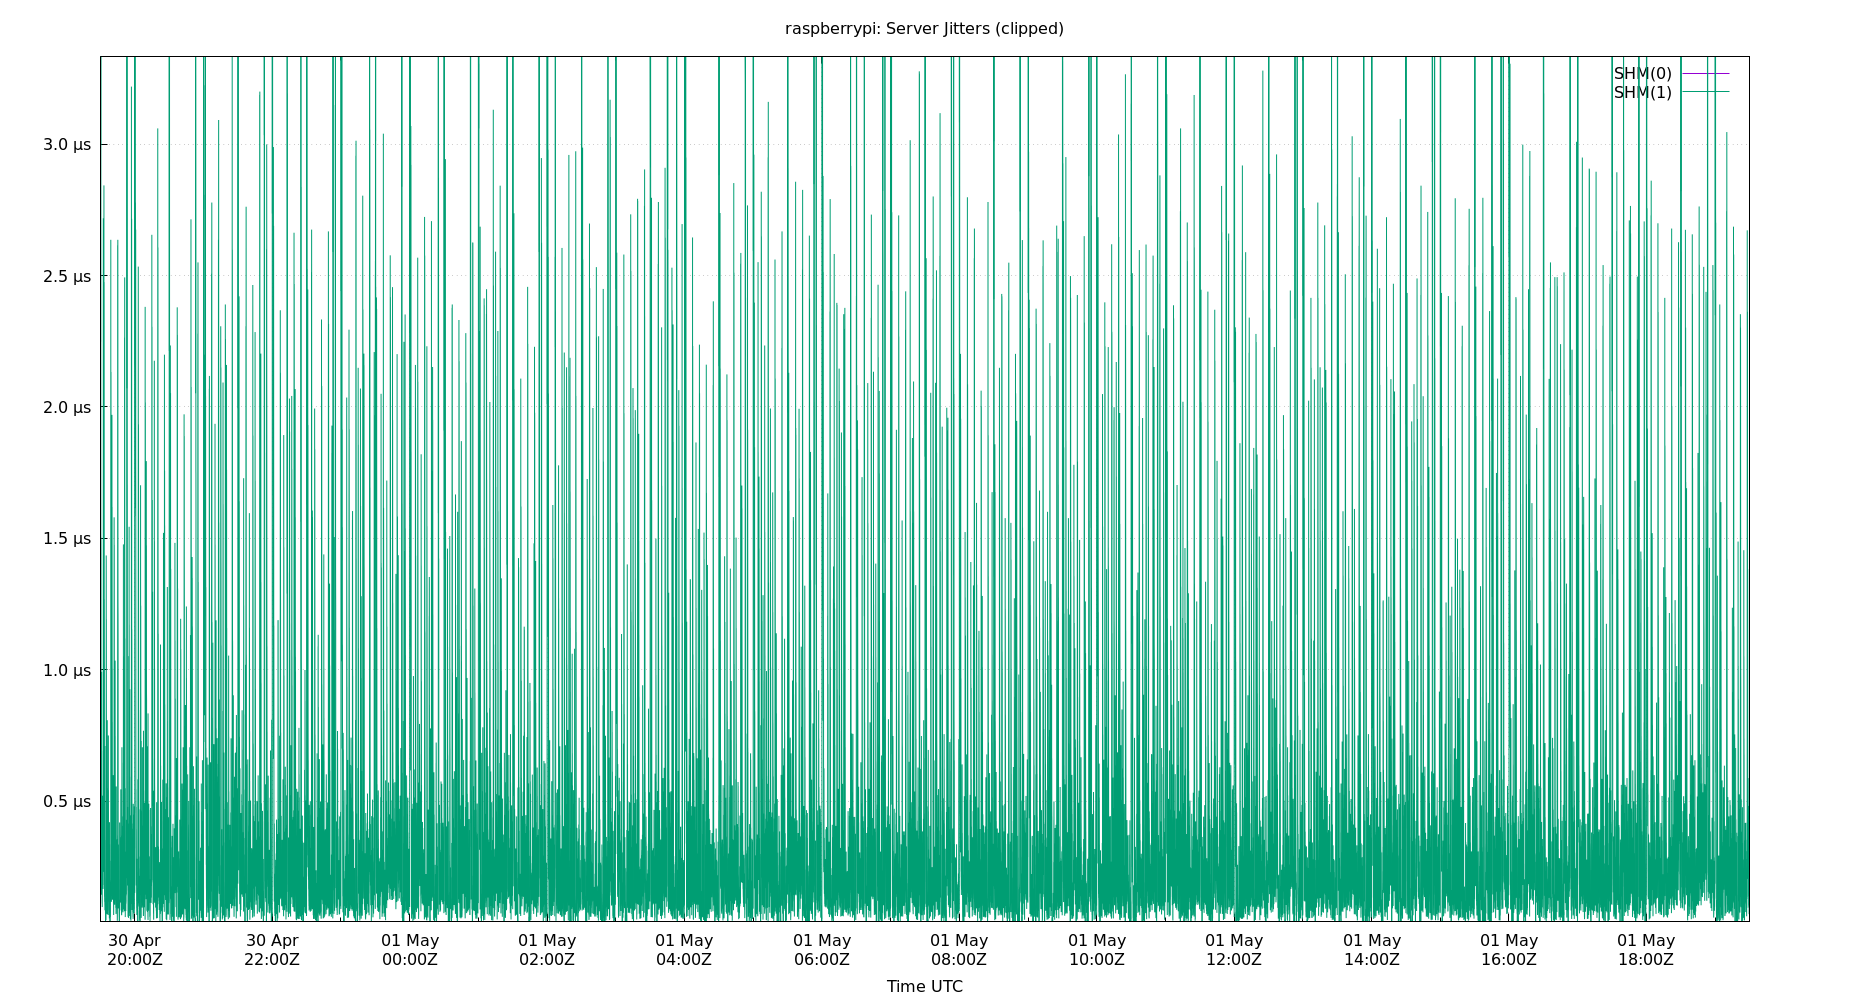 raspberrypi: Server Jitters (clipped)
SHM(0)
SHM(1)
3.0 µs
2.5 µs
2.0 µs
1.5 µs
1.0 µs
0.5 µs
30 Apr 30 Apr 01 May 01 May 01 May 01 May 01 May 01 May 01 May 01 May 01 May 01 May
20:00Z 22:00Z 00:00Z 02:00Z 04:00Z 06:00Z 08:00Z 10:00Z 12:00Z 14:00Z 16:00Z 18:00Z
Time UTC